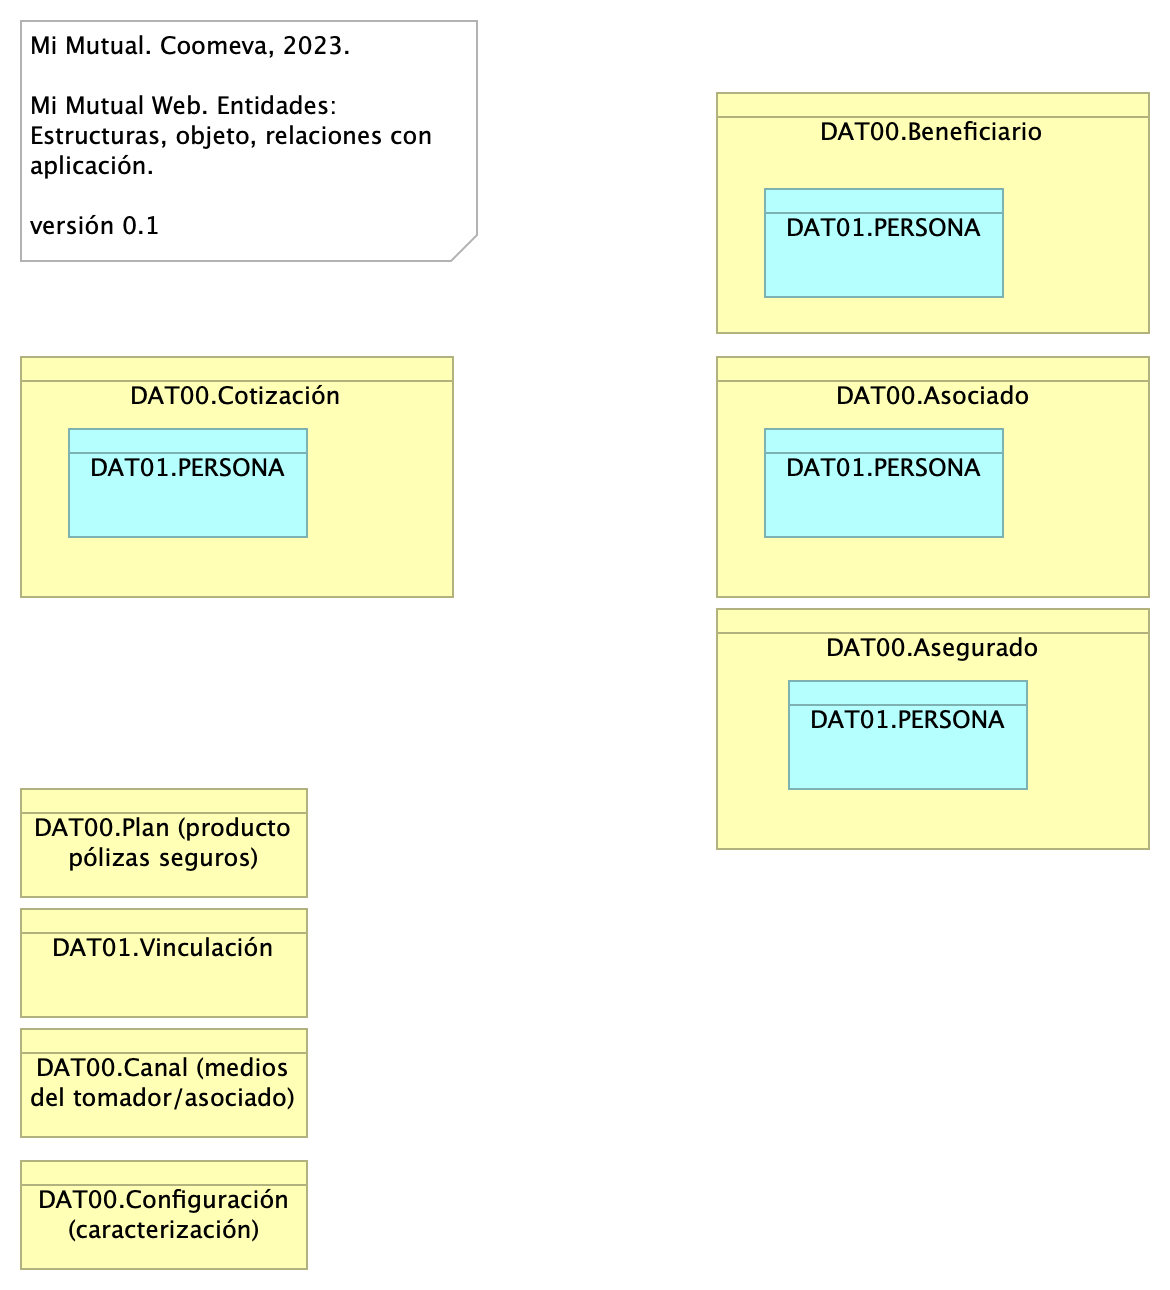 Mi Mutual. Coomeva, 2023.
Mi Mutual Web. Entidades:
Estructuras, objeto, relaciones con
aplicación.
versión 0.1
DAT00.Beneficiario
DAT01.PERSONA
DAT00.Cotización
DAT01.PERSONA
DAT00.Asociado
DAT01.PERSONA
DAT00.Asegurado
DAT01.PERSONA
DAT00.Plan (producto
pólizas seguros)
DAT01.Vinculación
DAT00.Canal (medios
del tomador/asociado)
DAT00.Configuración
(caracterización)